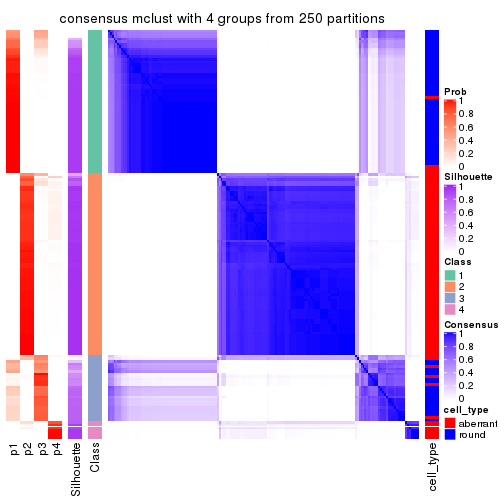 consensus mclust with 4 groups from 250 partitions
Prob
1
0.8
0.6
0.4
0.2
0
Silhouette
1
0.8
0.6
0.4
0.2
0
Class
1
2
3
4
Consensus
1
0.8
0.6
0.4
0.2
0
cell_type
aberrant
round
p1
p2
p3
p4
Silhouette
Class
cell_type